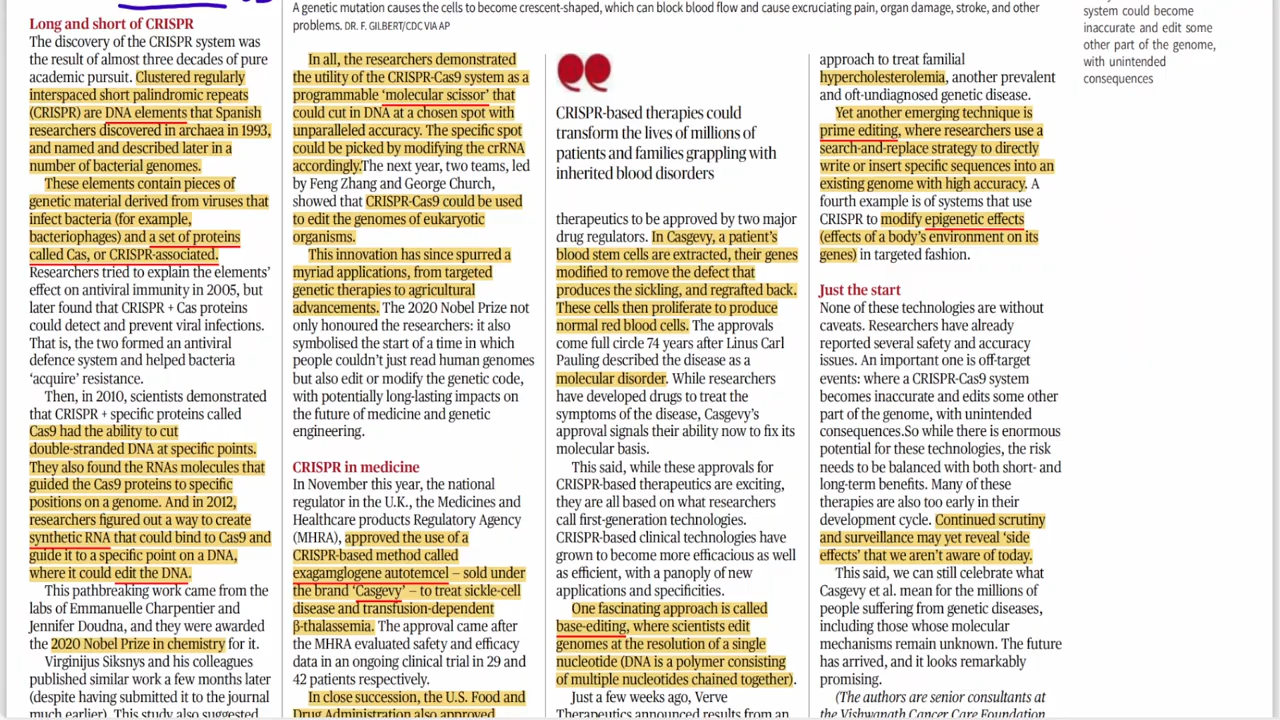 A genetic mutation causes the cells to become crescent-shaped, which can block blood flow and cause excruciating pain, organ damage, stroke, and other
problems. DR. F. GILBERT/CDC VIA AP
Long and short of CRISPR
The discovery of the CRISPR system was
the result of almost three decades of pure
academic pursuit. Clustered regularly
interspaced short palindromic repeats
(CRISPR) are DNA elements that Spanish
researchers discovered in archaea in 1993,
and named and described later in a
number of bacterial genomes.
These elements contain pieces of
genetic material derived from viruses that
infect bacteria (for example,
bacteriophages) and a set of proteins
called Cas, or CRISPR-associated.
Researchers tried to explain the elements'
effect on antiviral immunity in 2005, but
later found that CRISPR + Cas proteins
could detect and prevent viral infections.
That is, the two formed an antiviral
defence system and helped bacteria
'acquire' resistance.
Then, in 2010, scientists demonstrated
that CRISPR + specific proteins called
Cas9 had the ability to cut
double-stranded DNA at specific points.
They also found the RNAs molecules that
guided the Cas9 proteins to specific
positions on a genome. And in 2012,
researchers figured out a way to create
synthetic RNA that could bind to Cas9 and
guide it to a specific point on a DNA,
where it could edit the DNA.
This pathbreaking work came from the
labs of Emmanuelle Charpentier and
Jennifer Doudna, and they were awarded
the 2020 Nobel Prize in chemistry for it.
Virginijus Siksnys and his colleagues
published similar work a few months later
(despite having submitted it to the journal
much earlier). This study also suggested
In all, the researchers demonstrated
the utility of the CRISPR-Cas9 system as a
programmable 'molecular scissor' that
could cut in DNA at a chosen spot with
unparalleled accuracy. The specific spot
could be picked by modifying the crRNA
accordingly.The next year, two teams, led
by Feng Zhang and George Church,
showed that CRISPR-Cas9 could be used
to edit the genomes of eukaryotic
organisms.
This innovation has since spurred a
myriad applications, from targeted
genetic therapies to agricultural
advancements. The 2020 Nobel Prize not
only honoured the researchers: it also
symbolised the start of a time in which
people couldn't just read human genomes
but also edit or modify the genetic code,
with potentially long-lasting impacts on
the future of medicine and genetic
engineering.
CRISPR in medicine
In November this year, the national
regulator in the U.K., the Medicines and
Healthcare products Regulatory Agency
(MHRA), approved the use of a
CRISPR-based method called
exagamglogene autotemcel – sold under
the brand 'Casgevy' – to treat sickle-cell
disease and transfusion-dependent
β-thalassemia. The approval came after
the MHRA evaluated safety and efficacy
data in an ongoing clinical trial in 29 and
42 patients respectively.
In close succession, the U.S. Food and
Drug Administration also approved
CRISPR-based therapies could
transform the lives of millions of
patients and families grappling with
inherited blood disorders
therapeutics to be approved by two major
drug regulators. In Casgevy, a patient's
blood stem cells are extracted, their genes
modified to remove the defect that
produces the sickling, and regrafted back.
These cells then proliferate to produce
normal red blood cells. The approvals
come full circle 74 years after Linus Carl
Pauling described the disease as a
molecular disorder. While researchers
have developed drugs to treat the
symptoms of the disease, Casgevy's
approval signals their ability now to fix its
molecular basis.
This said, while these approvals for
CRISPR-based therapeutics are exciting,
they are all based on what researchers
call first-generation technologies.
CRISPR-based clinical technologies have
grown to become more efficacious as well
as efficient, with a panoply of new
applications and specificities.
One fascinating approach is called
base-editing, where scientists edit
genomes at the resolution of a single
nucleotide (DNA is a polymer consisting
of multiple nucleotides chained together).
Just a few weeks ago, Verve
Therapeutics announced results from an
approach to treat familial
hypercholesterolemia, another prevalent
and oft-undiagnosed genetic disease.
Yet another emerging technique is
prime editing, where researchers use a
search-and-replace strategy to directly
write or insert specific sequences into an
existing genome with high accuracy. A
fourth example is of systems that use
CRISPR to modify epigenetic effects
(effects of a body's environment on its
genes) in targeted fashion.
Just the start
None of these technologies are without
caveats. Researchers have already
reported several safety and accuracy
issues. An important one is off-target
events: where a CRISPR-Cas9 system
becomes inaccurate and edits some other
part of the genome, with unintended
consequences.So while there is enormous
potential for these technologies, the risk
needs to be balanced with both short- and
long-term benefits. Many of these
therapies are also too early in their
development cycle. Continued scrutiny
and surveillance may yet reveal 'side
effects' that we aren't aware of today.
This said, we can still celebrate what
Casgevy et al. mean for the millions of
people suffering from genetic diseases,
including those whose molecular
mechanisms remain unknown. The future
has arrived, and it looks remarkably
promising.
(The authors are senior consultants at
the Vishwanath Cancer Care Foundation
system could become
inaccurate and edit some
other part of the genome,
with unintended
consequences